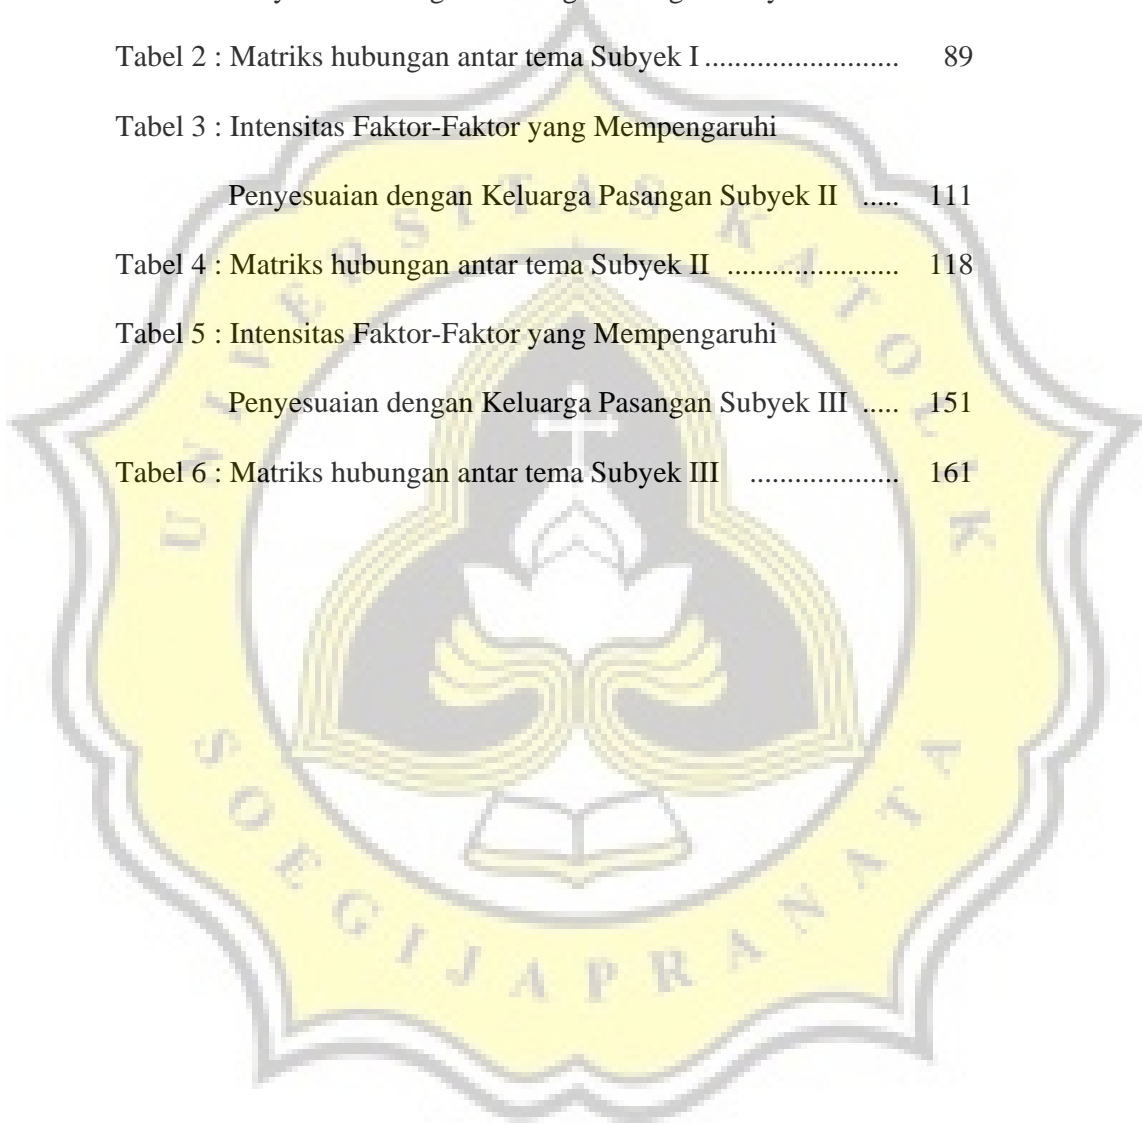 Tabel 2 : Matriks hubungan antar tema Subyek I .......................... 89
Tabel 3 : Intensitas Faktor-Faktor yang Mempengaruhi
Penyesuaian dengan Keluarga Pasangan Subyek II ..... 111
Tabel 4 : Matriks hubungan antar tema Subyek II ....................... 118
Tabel 5 : Intensitas Faktor-Faktor yang Mempengaruhi
Penyesuaian dengan Keluarga Pasangan Subyek III ..... 151
Tabel 6 : Matriks hubungan antar tema Subyek III .................... 161
UNIVERSITAS KATOLIK
SOEGIJAPRANATA